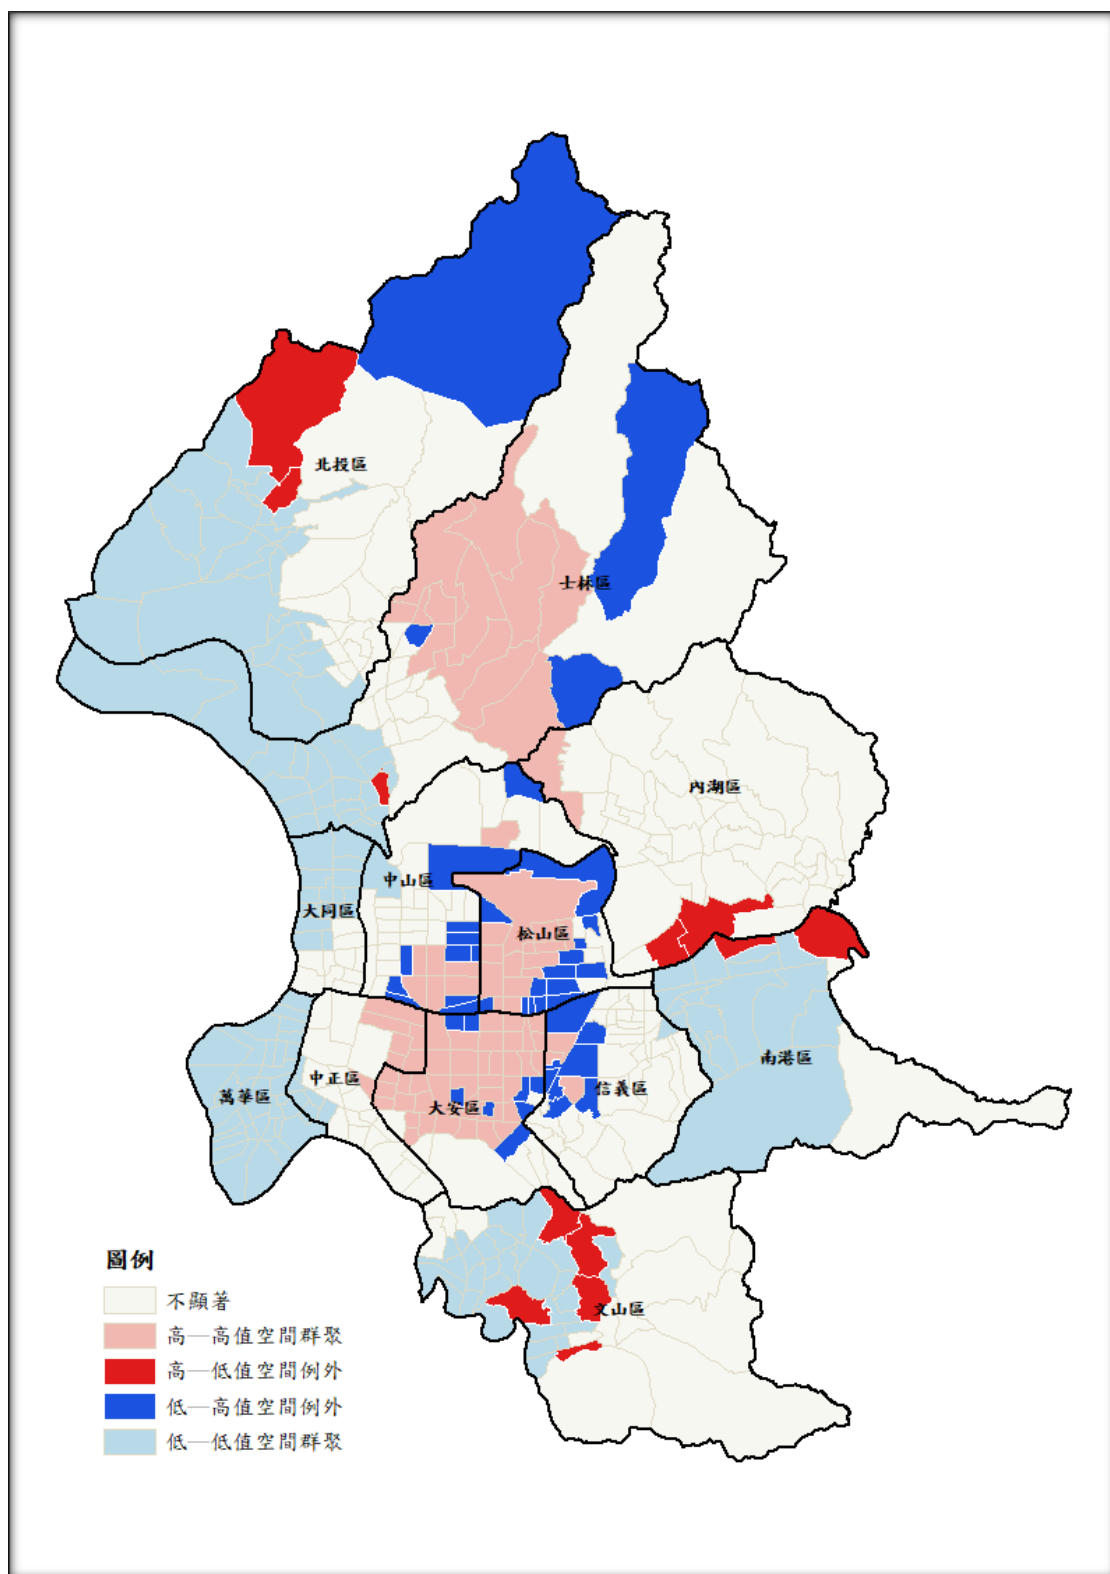 北投區
士林區
內湖區
中山區
大同區
松山區
南港區
中正區
萬華區
大安區
信義區
文山區
圖例
不顯著
高—高值空間群聚
高—低值空間例外
低—高值空間例外
低—低值空間群聚